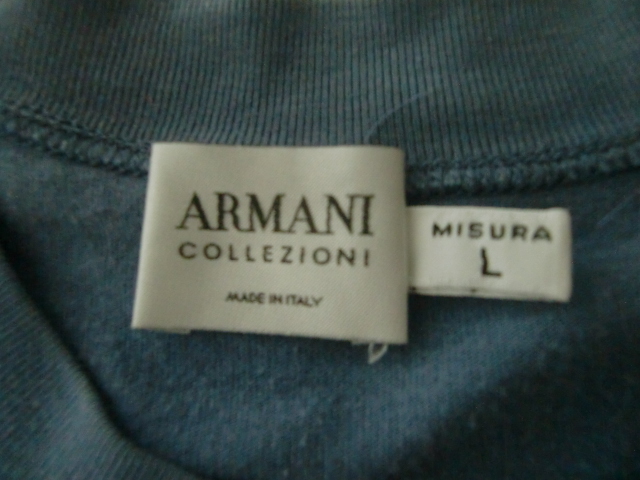 ARMANI
COLLEZIONI
MADE IN ITALY
MISURA
L